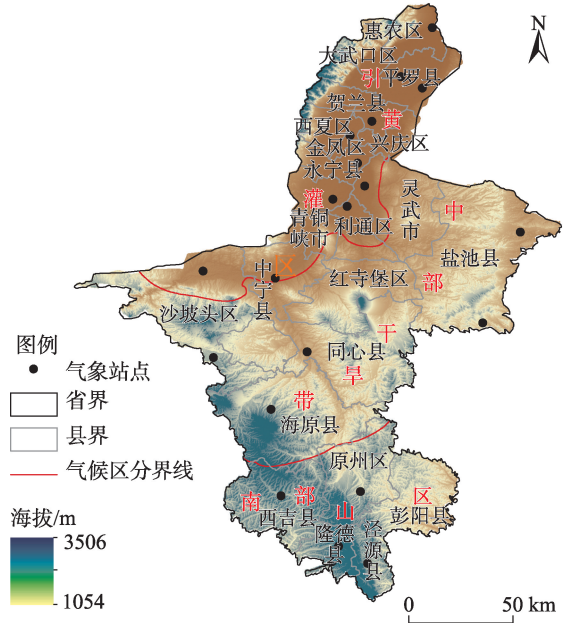 N
惠农区
大武口区
引
平罗县
贺兰县
黄
西夏区
金凤区
兴庆区
永宁县
灌
灵武市
中
青铜峡市
利通区
盐池县
区
中宁县
红寺堡区
部
沙坡头区
干
同心县
旱
带
海原县
原州区
南
部
山
区
西吉县
隆德县
泾源县
彭阳县
图例
气象站点
省界
县界
气候区分界线
海拔/m
3506
1054
0
50 km